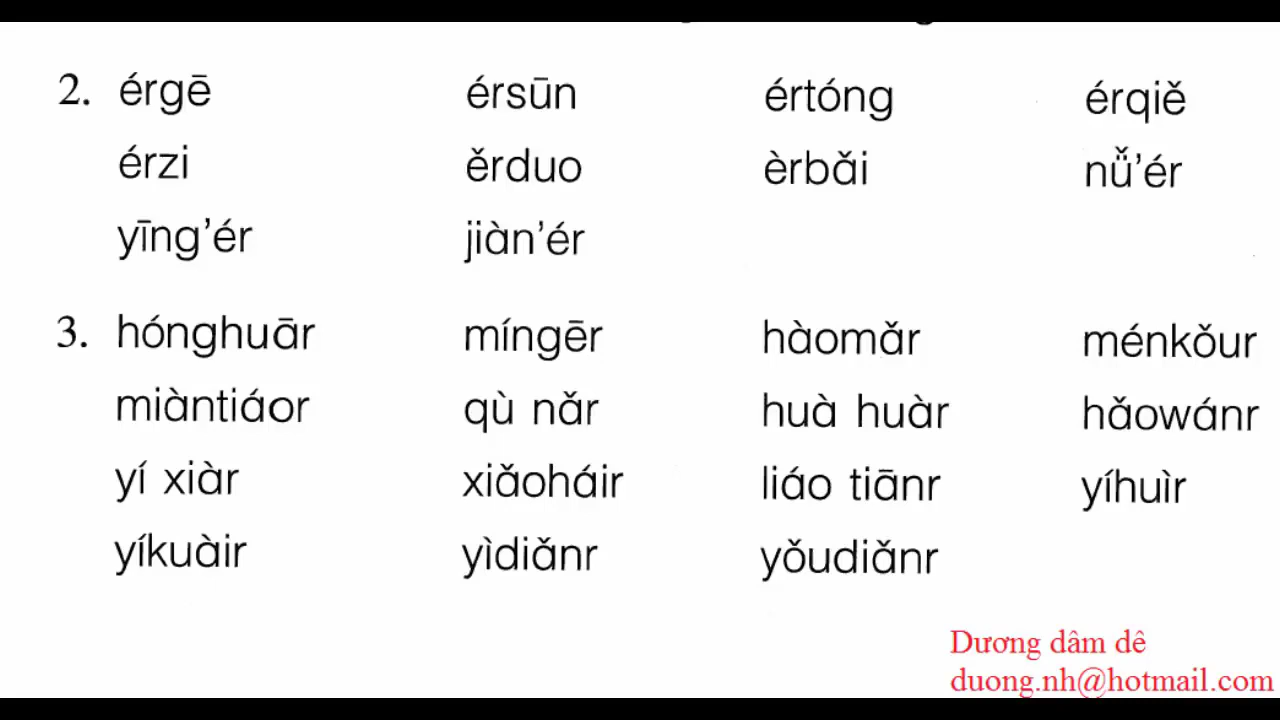 2. érgē érsūn értóng érqiě
érzi ěrduo èrbǎi nǚ’ér
yīng’ér jiàn’ér
3. hónghuār míngēr hàomǎr ménkǒur
miàntiáor qù nǎr huà huàr hǎowánr
yí xiàr xiǎoháir liáo tiānr yíhuìr
yíkuàir yìdiǎnr yǒudiǎnr
Dương dâm dê
duong.nh@hotmail.com